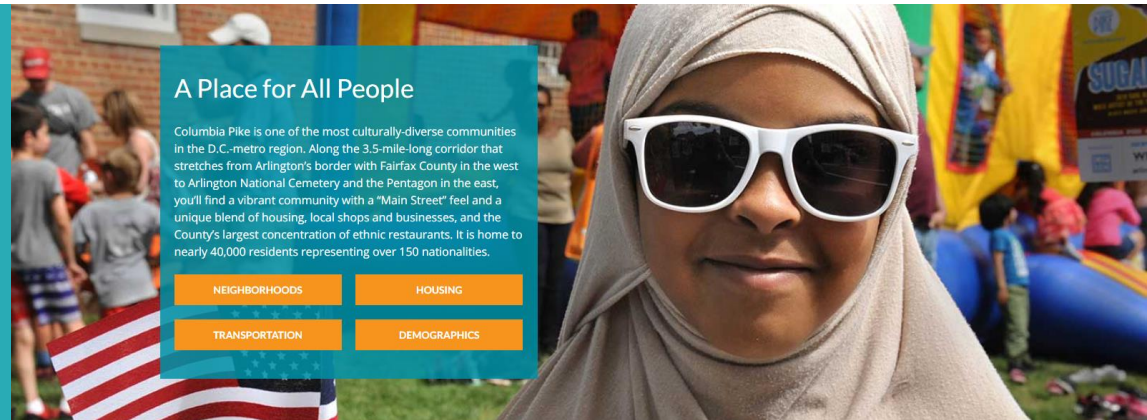 A Place for All People
Columbia Pike is one of the most culturally-diverse communities
in the D.C.-metro region. Along the 3.5-mile-long corridor that
stretches from Arlington's border with Fairfax County in the west
to Arlington National Cemetery and the Pentagon in the east,
you'll find a vibrant community with a “Main Street” feel and a
unique blend of housing, local shops and businesses, and the
County's largest concentration of ethnic restaurants. It is home to
nearly 40,000 residents representing over 150 nationalities.
NEIGHBORHOODS
HOUSING
TRANSPORTATION
DEMOGRAPHICS